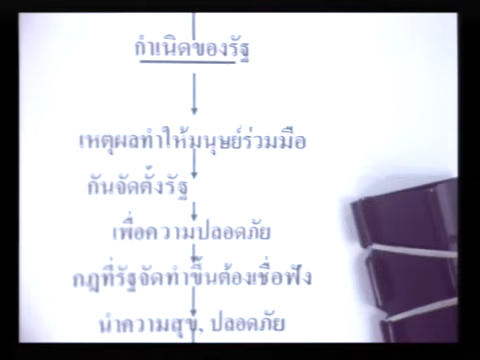 กำเนิดของรัฐ
เหตุผลทำให้มนุษย์ร่วมมือ
กันจัดตั้งรัฐ
เพื่อความปลอดภัย
กฎที่รัฐจัดทำขึ้นต้องเชื่อฟัง
นำความสุข, ปลอดภัย